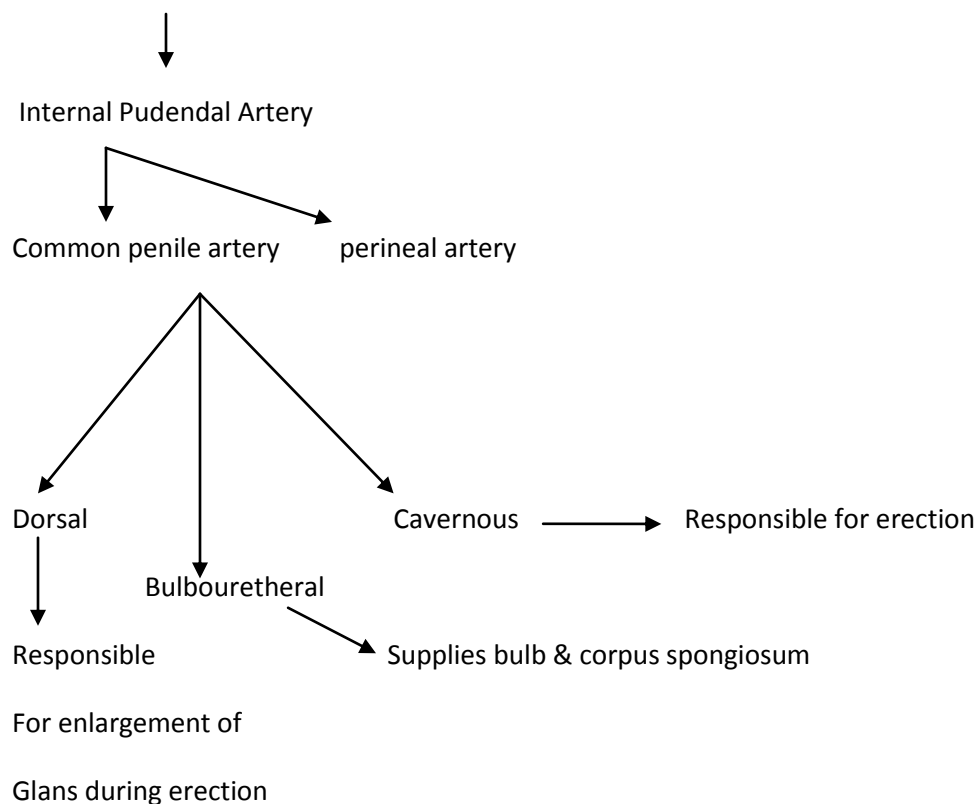 Internal Pudendal Artery
Common penile artery perineal artery
Dorsal Cavernous Responsible for erection
Bulbouretheral
Responsible Supplies bulb & corpus spongiosum
For enlargement of
Glans during erection